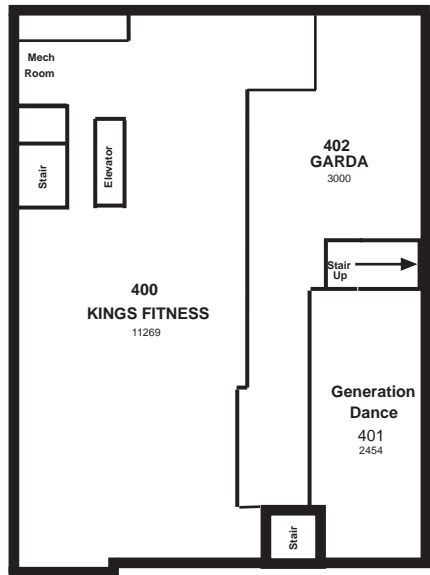 Mech
Room
Stair
Elevator
402
GARDA
3000
Stair
Up
400
KINGS FITNESS
11269
Generation
Dance
401
2454
Stair